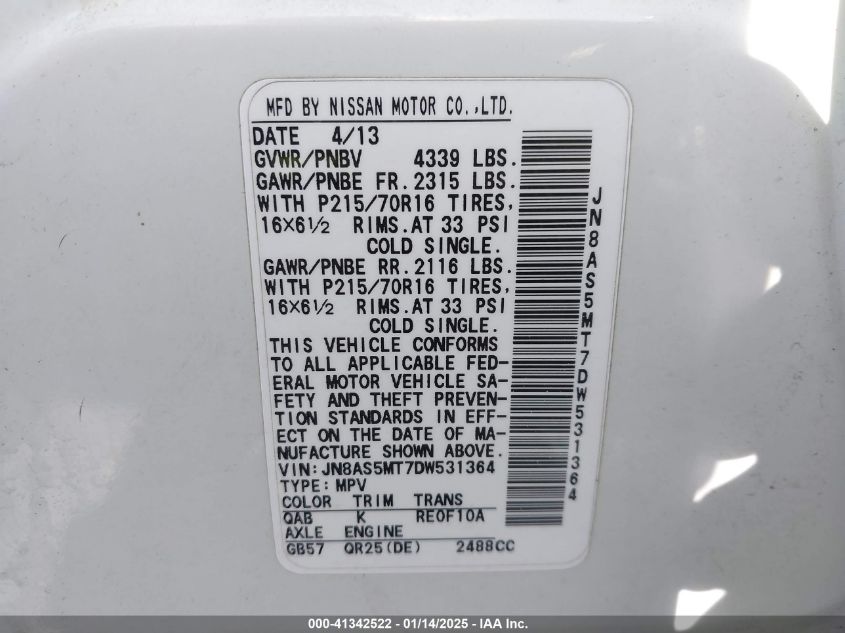 MFD BY NISSAN MOTOR CO.,LTD.
DATE 4/13
GVWR/PNBV 4339 LBS.
GAWR/PNBE FR. 2315 LBS.
WITH P215/70R16 TIRES,
16×6½ RIMS.AT 33 PSI
COLD SINGLE.
GAWR/PNBE RR. 2116 LBS.
WITH P215/70R16 TIRES,
16×6½ RIMS.AT 33 PSI
COLD SINGLE.
THIS VEHICLE CONFORMS
TO ALL APPLICABLE FED-
ERAL MOTOR VEHICLE SA-
FETY AND THEFT PREVEN-
TION STANDARDS IN EFF-
ECT ON THE DATE OF MA-
NUFACTURE SHOWN ABOVE.
VIN:JN8AS5MT7DW531364
TYPE:MPV
COLOR TRIM TRANS
QAB K RE0F10A
AXLE ENGINE
GB57 QR25(DE) 2488CC
JN8AS5MT7DW531364
000-41342522 - 01/14/2025 - IAA Inc.